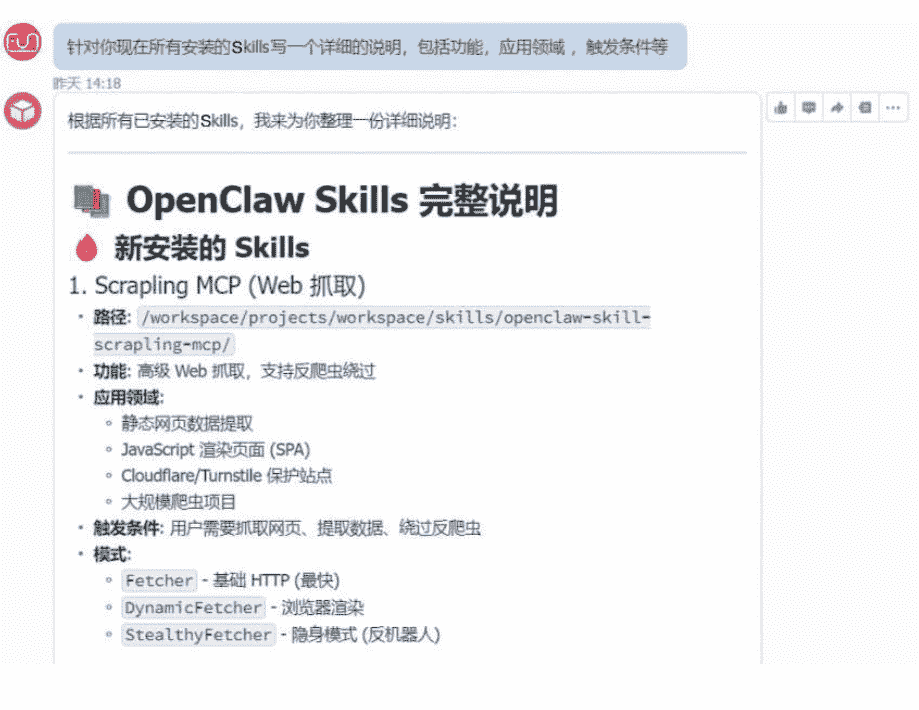 FUN
针对你现在所有安装的Skills写一个详细的说明，包括功能，应用领域，触发条件等
昨天 14:18
根据所有已安装的Skills，我来为你整理一份详细说明：
OpenClaw Skills 完整说明
新安装的 Skills
1. Scrapling MCP (Web 抓取)
• 路径: /workspace/projects/workspace/skills/openclaw-skill-
scrapling-mcp/
• 功能: 高级 Web 抓取，支持反爬虫绕过
• 应用领域:
◦ 静态网页数据提取
◦ JavaScript 渲染页面 (SPA)
◦ Cloudflare/Turnstile 保护站点
◦ 大规模爬虫项目
• 触发条件: 用户需要抓取网页、提取数据、绕过反爬虫
• 模式:
◦ Fetcher - 基础 HTTP (最快)
◦ DynamicFetcher - 浏览器渲染
◦ StealthyFetcher - 隐身模式 (反机器人)